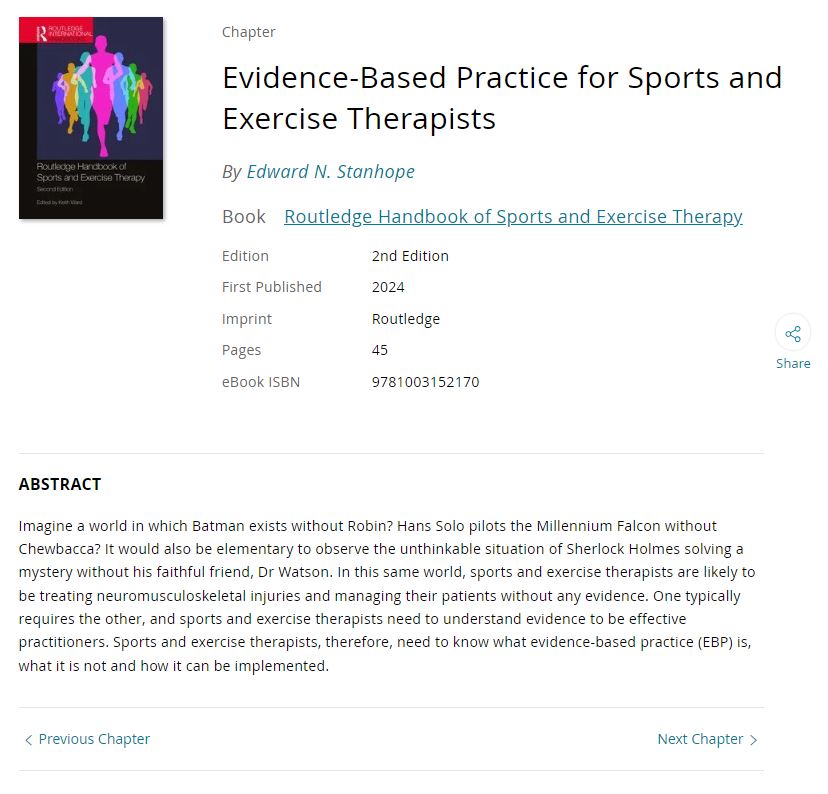 ROUTLEDGE
INTERNATIONAL
Routledge Handbook of
Sports and Exercise Therapy
Second Edition
Edited by Keith Ward
Chapter
Evidence-Based Practice for Sports and
Exercise Therapists
By Edward N. Stanhope
Book Routledge Handbook of Sports and Exercise Therapy
Edition 2nd Edition
First Published 2024
Imprint Routledge
Pages 45
eBook ISBN 9781003152170
Share
ABSTRACT
Imagine a world in which Batman exists without Robin? Hans Solo pilots the Millennium Falcon without
Chewbacca? It would also be elementary to observe the unthinkable situation of Sherlock Holmes solving a
mystery without his faithful friend, Dr Watson. In this same world, sports and exercise therapists are likely to
be treating neuromusculoskeletal injuries and managing their patients without any evidence. One typically
requires the other, and sports and exercise therapists need to understand evidence to be effective
practitioners. Sports and exercise therapists, therefore, need to know what evidence-based practice (EBP) is,
what it is not and how it can be implemented.
Previous Chapter
Next Chapter